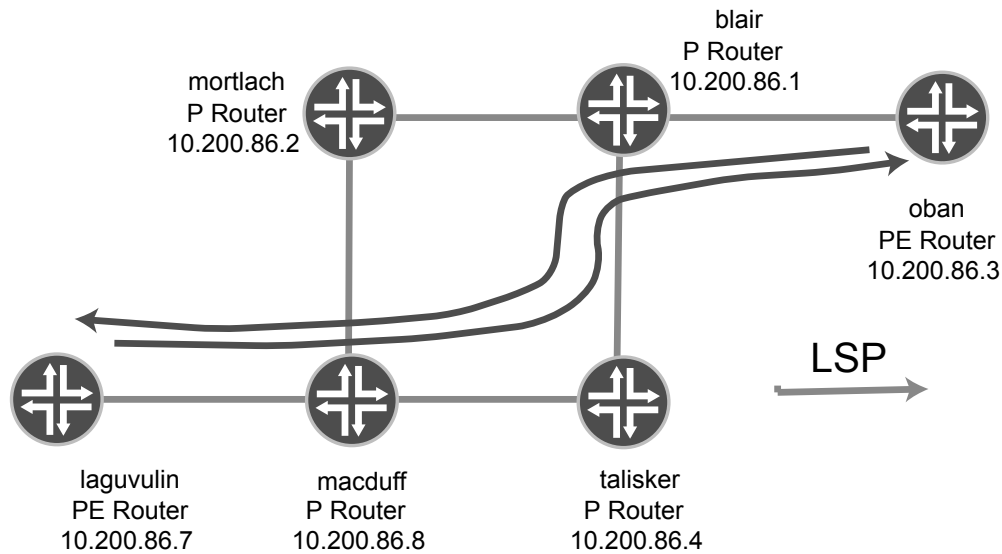 blair
P Router
10.200.86.1
mortlach
P Router
10.200.86.2
oban
PE Router
10.200.86.3
LSP
laguvulin
PE Router
10.200.86.7
macduff
P Router
10.200.86.8
talisker
P Router
10.200.86.4